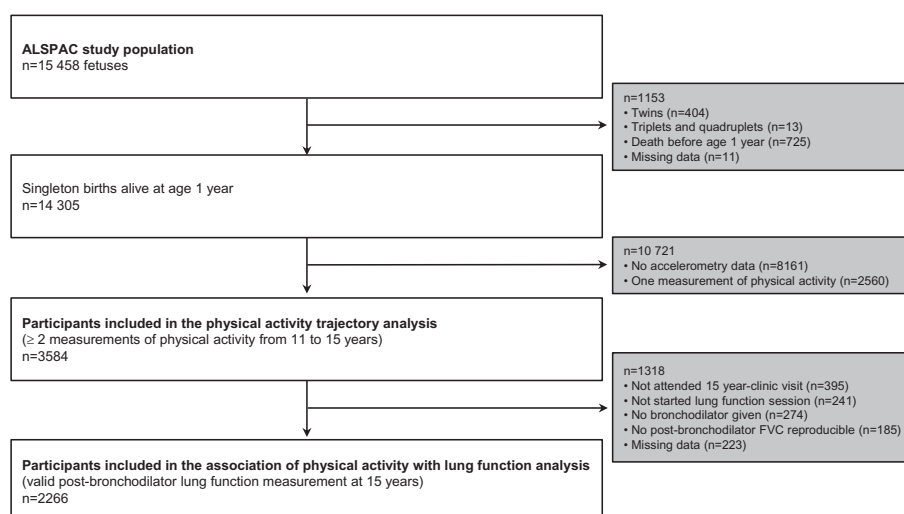 ALSPAC study population
n=15 458 fetuses
n=1153
• Twins (n=404)
• Triplets and quadruplets (n=13)
• Death before age 1 year (n=725)
• Missing data (n=11)
Singleton births alive at age 1 year
n=14 305
n=10 721
• No accelerometry data (n=8161)
• One measurement of physical activity (n=2560)
Participants included in the physical activity trajectory analysis
(≥ 2 measurements of physical activity from 11 to 15 years)
n=3584
n=1318
• Not attended 15 year-clinic visit (n=395)
• Not started lung function session (n=241)
• No bronchodilator given (n=274)
• No post-bronchodilator FVC reproducible (n=185)
• Missing data (n=223)
Participants included in the association of physical activity with lung function analysis
(valid post-bronchodilator lung function measurement at 15 years)
n=2266